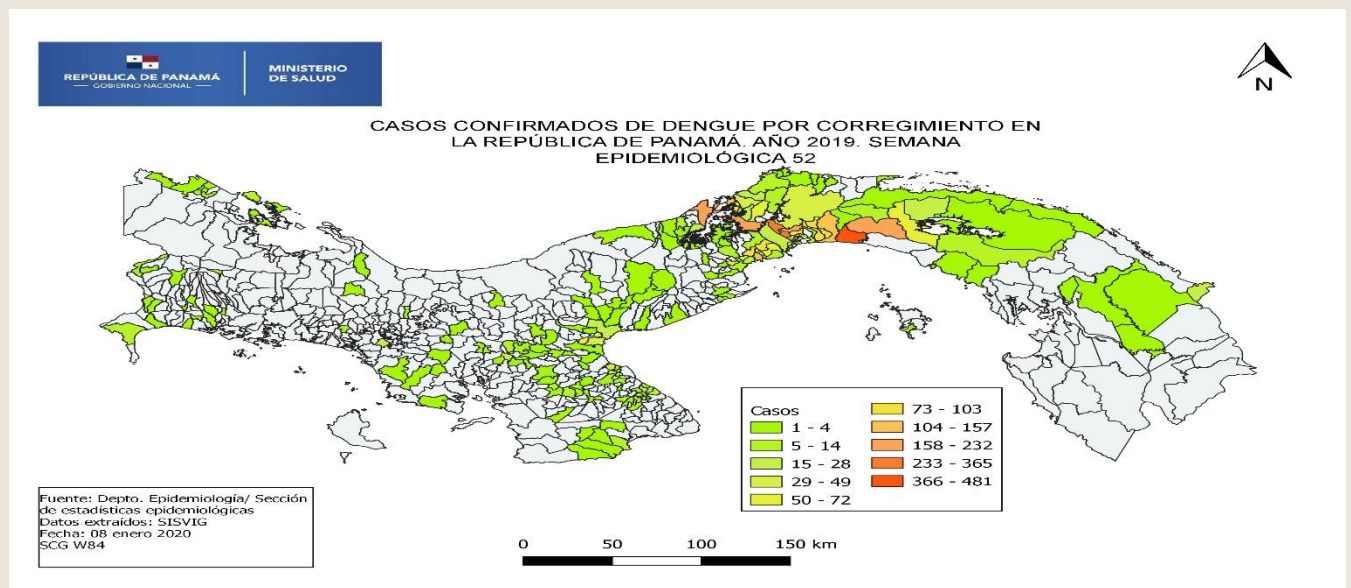 REPÚBLICA DE PANAMÁ
— GOBIERNO NACIONAL —
MINISTERIO
DE SALUD
N
CASOS CONFIRMADOS DE DENGUE POR CORREGIMIENTO EN
LA REPÚBLICA DE PANAMÁ. AÑO 2019. SEMANA
EPIDEMIOLÓGICA 52
Casos
1 - 4
5 - 14
15 - 28
29 - 49
50 - 72
73 - 103
104 - 157
158 - 232
233 - 365
366 - 481
Fuente: Depto. Epidemiología/ Sección
de estadísticas epidemiológicas
Datos extraídos: SISVIG
Fecha: 08 enero 2020
SCG W84
0 50 100 150 km